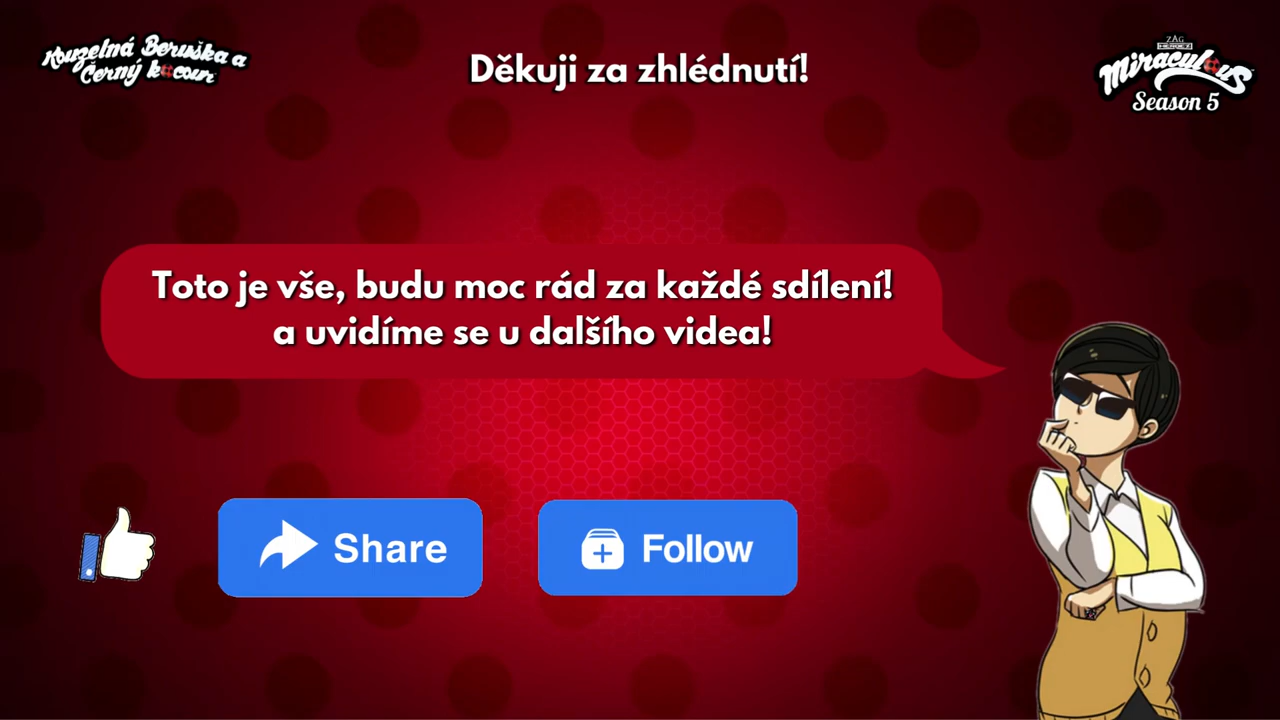 Kouzelná Beruška a
Černý kocour
Děkuji za zhlédnutí!
ZAG
HEROEZ
Miraculous
Season 5
Toto je vše, budu moc rád za každé sdílení!
a uvidíme se u dalšího videa!
Share
Follow